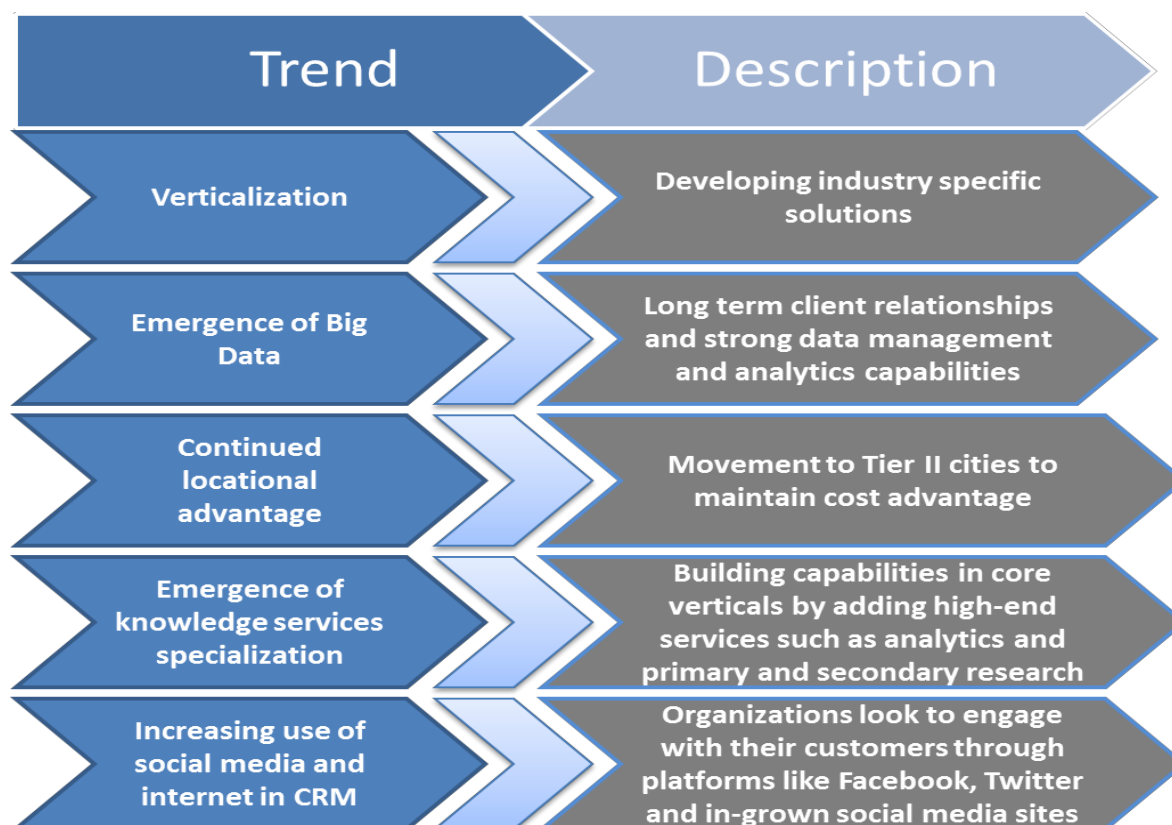 Trend
Description
Verticalization
Developing industry specific
solutions
Emergence of Big
Data
Long term client relationships
and strong data management
and analytics capabilities
Continued
locational
advantage
Movement to Tier II cities to
maintain cost advantage
Emergence of
knowledge services
specialization
Building capabilities in core
verticals by adding high-end
services such as analytics and
primary and secondary research
Increasing use of
social media and
internet in CRM
Organizations look to engage
with their customers through
platforms like Facebook, Twitter
and in-grown social media sites